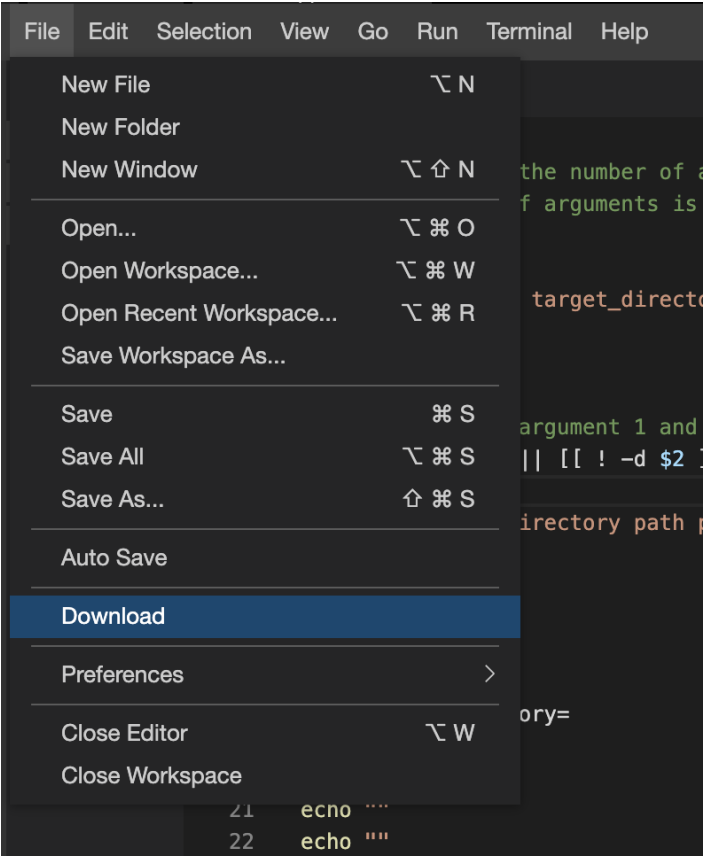 File Edit Selection View Go Run Terminal Help
New File ⌥ N
New Folder
New Window ⌥ ⇧ N
the number of
Open... ⌥ ⌘ O
f arguments is
Open Workspace... ⌥ ⌘ W
Open Recent Workspace... ⌥ ⌘ R
target_directo
Save Workspace As...
Save ⌘ S
argument 1 and
Save All ⌥ ⌘ S
|| [[ ! -d $2 ]
Save As... ⇧ ⌘ S
irectory path
Auto Save
Download
Preferences >
Close Editor ⌥ W
ory=
Close Workspace
21 echo ""
22 echo ""